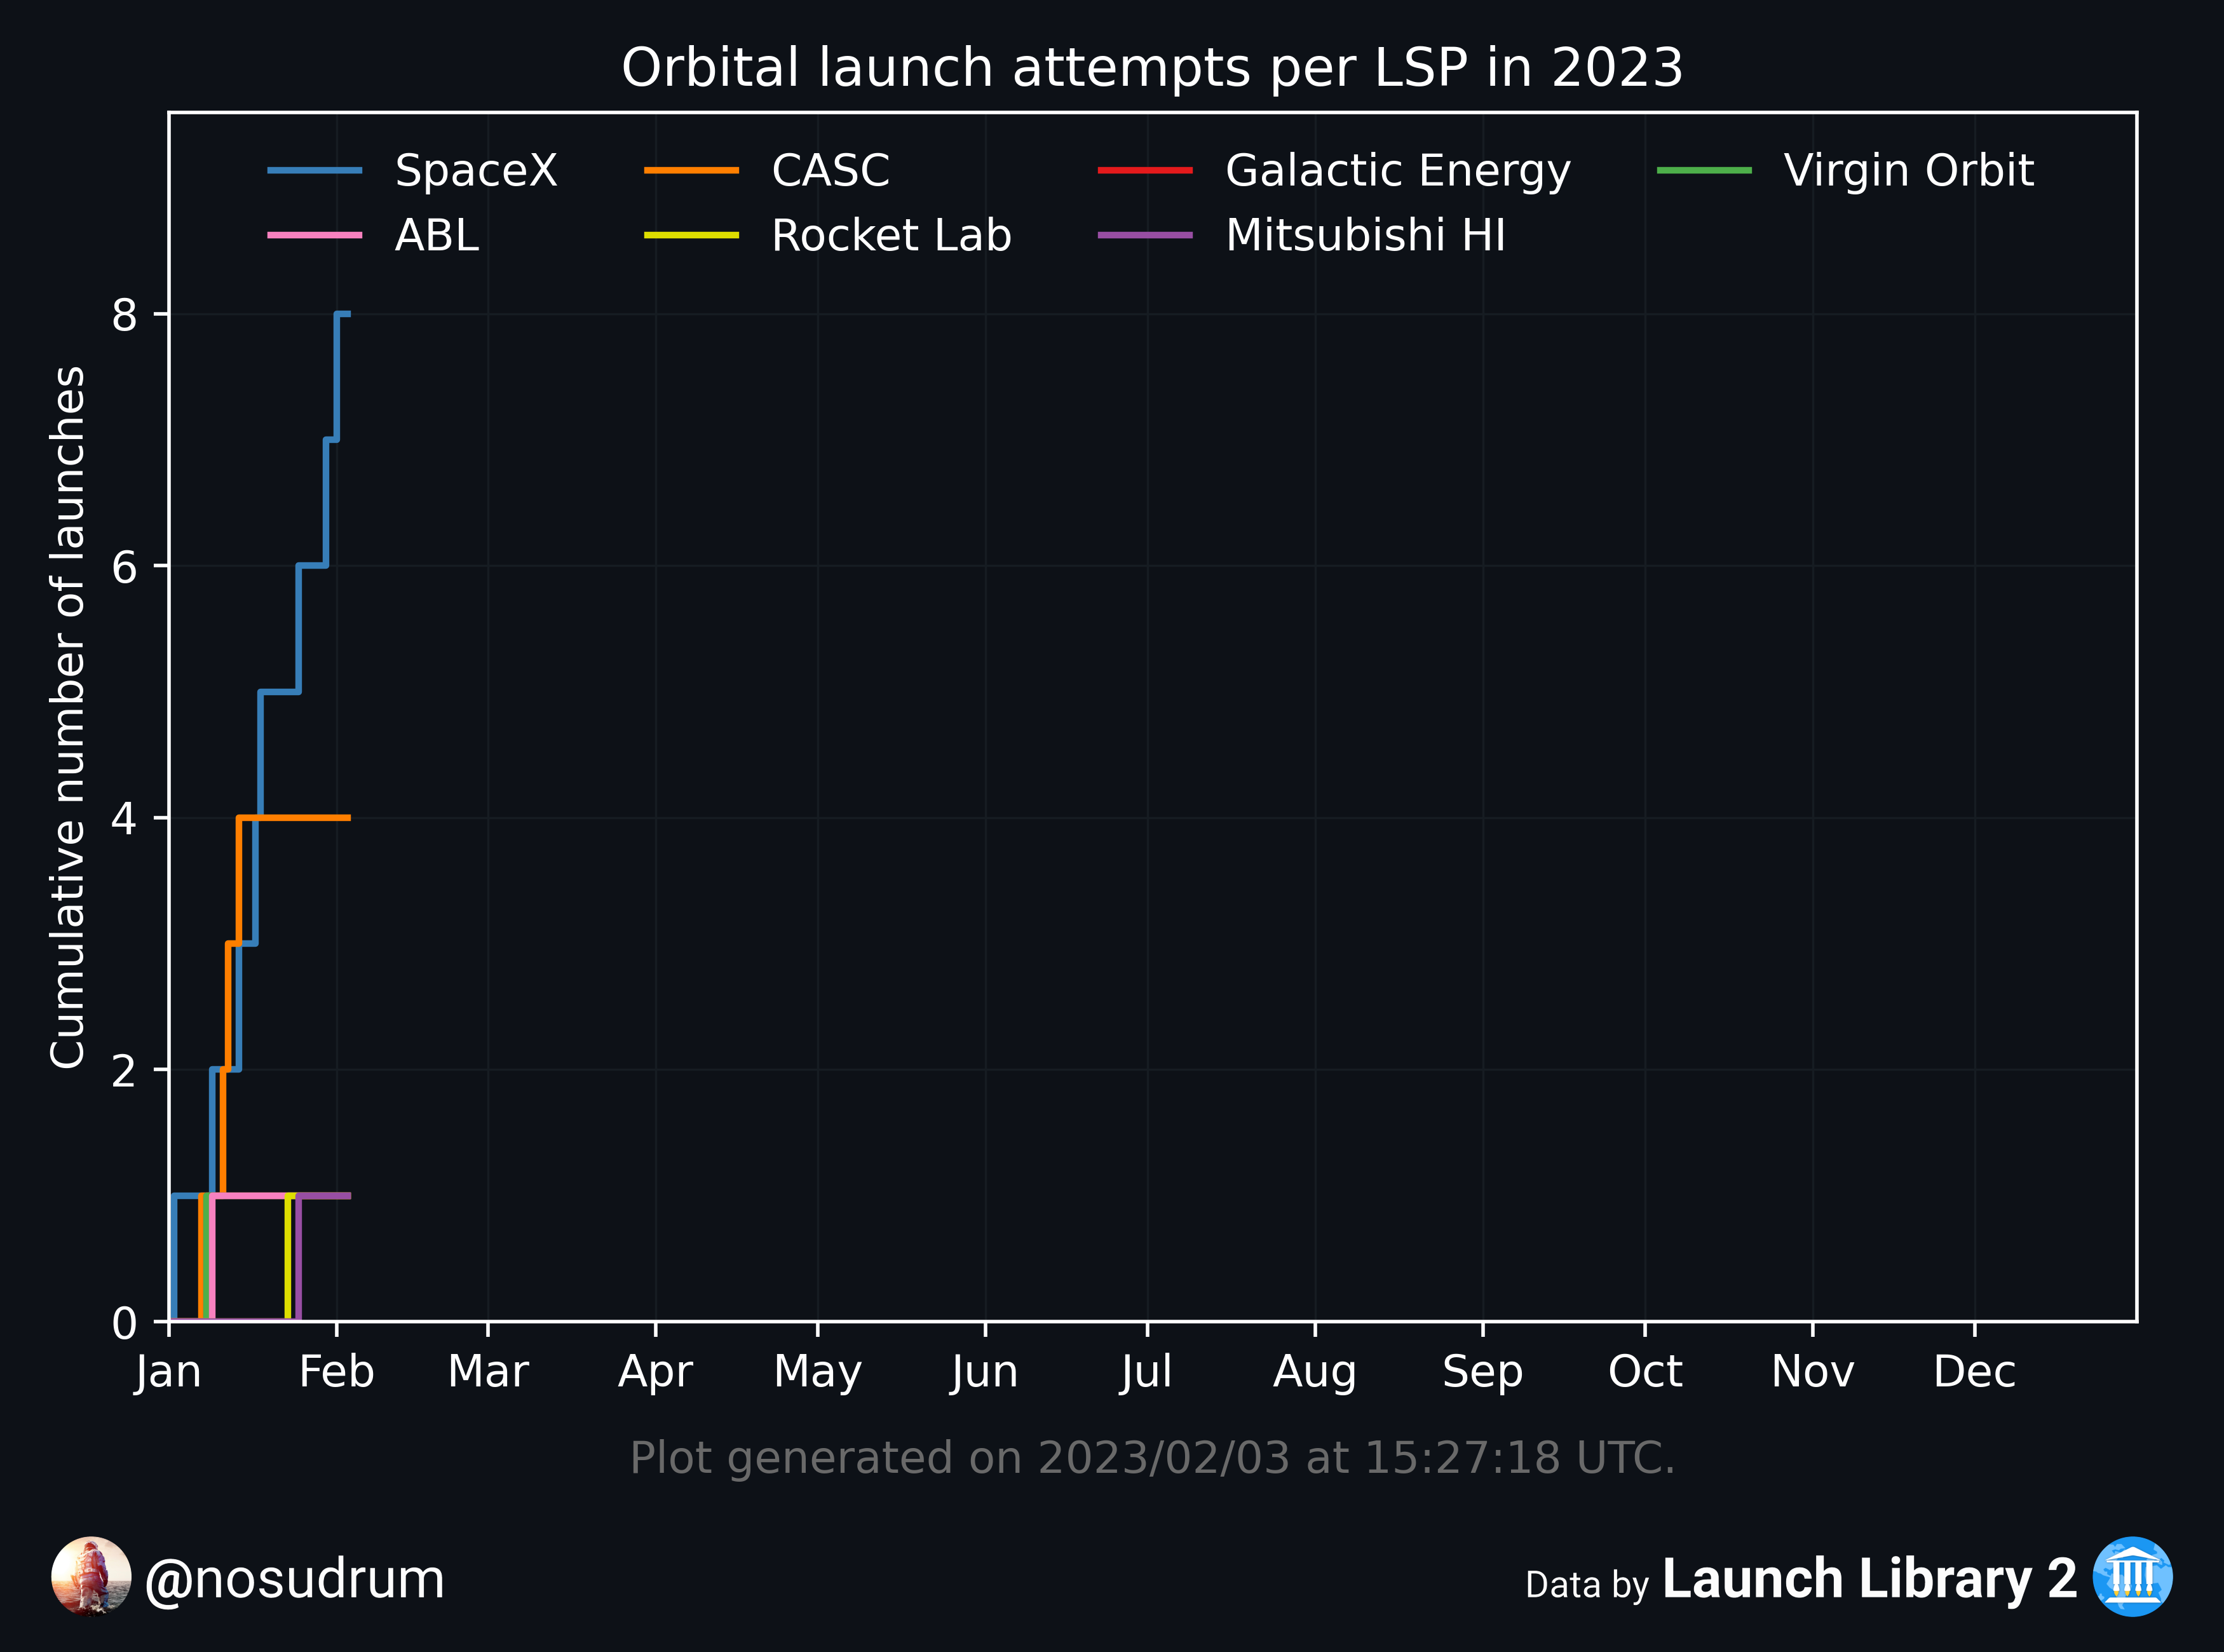 Orbital launch attempts per LSP in 2023
SpaceX CASC Galactic Energy Virgin Orbit
ABL Rocket Lab Mitsubishi HI
Cumulative number of launches
8
6
4
2
0
Jan Feb Mar Apr May Jun Jul Aug Sep Oct Nov Dec
Plot generated on 2023/02/03 at 15:27:18 UTC.
@nosudrum Data by Launch Library 2